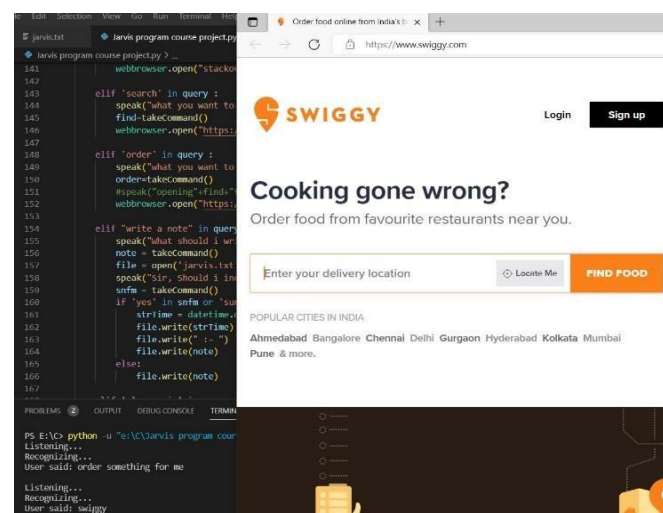 Edit Selection View Go Run Terminal Help
jarvis.txt
Jarvis program course project.py
Jarvis program course project.py > ...
141 webbrowser.open("stackov
142
143 elif 'search' in query :
144 speak("what you want to
145 find=takeCommand()
146 webbrowser.open("https:/
147
148 elif 'order' in query :
149 speak("what you want to
150 order=takeCommand()
151 #speak("opening"+find+"
152 webbrowser.open("https:/
153
154 elif "write a note" in query
155 speak("What should i wri
156 note = takeCommand()
157 file = open('jarvis.txt
158 speak("Sir, Should i in
159 snfm = takeCommand()
160 if 'yes' in snfm or 'su
161 strTime = datetime.
162 file.write(strTime)
163 file.write(" :- ")
164 file.write(note)
165 else:
166 file.write(note)
167
PROBLEMS 2 OUTPUT DEBUG CONSOLE TERMIN
PS E:\C> python -u "e:\C\Jarvis program cour
Listening...
Recognizing...
User said: order something for me
Listening...
Recognizing...
User said: swiggy
Order food online from India's b
https://www.swiggy.com
SWIGGY
Login
Sign up
Cooking gone wrong?
Order food from favourite restaurants near you.
Enter your delivery location
Locate Me
FIND FOOD
POPULAR CITIES IN INDIA
Ahmedabad Bangalore Chennai Delhi Gurgaon Hyderabad Kolkata Mumbai
Pune & more.